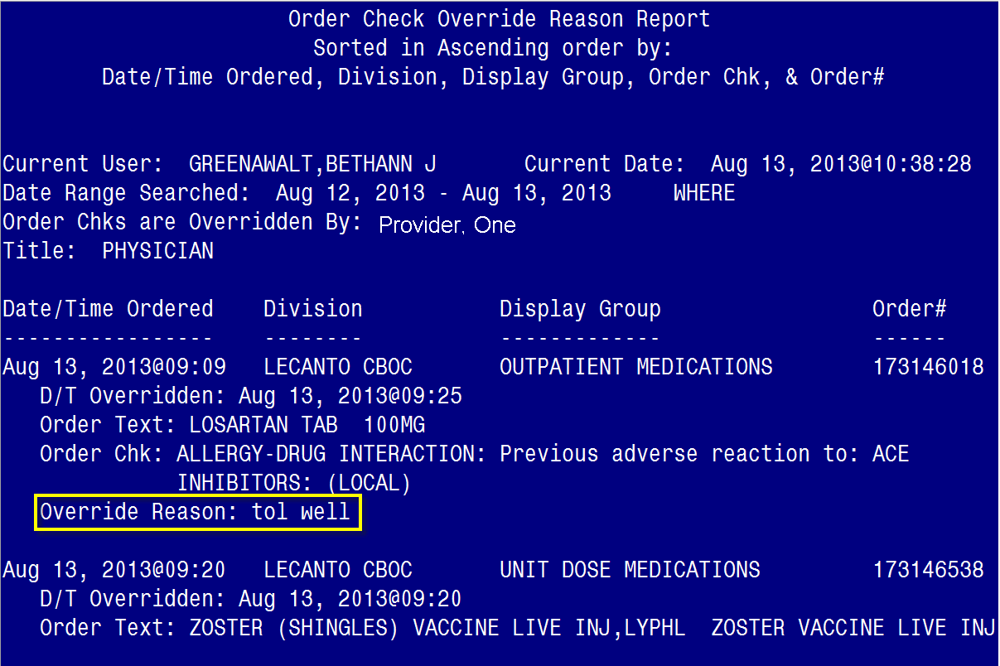 Order Check Override Reason Report
Sorted in Ascending order by:
Date/Time Ordered, Division, Display Group, Order Chk, & Order#
Current User: GREENAWALT,BETHANN J Current Date: Aug 13, 2013@10:38:28
Date Range Searched: Aug 12, 2013 - Aug 13, 2013 WHERE
Order Chks are Overridden By: Provider, One
Title: PHYSICIAN
Date/Time Ordered Division Display Group Order#
----------------- -------- ------------- ------
Aug 13, 2013@09:09 LECANTO CBOC OUTPATIENT MEDICATIONS 173146018
D/T Overridden: Aug 13, 2013@09:25
Order Text: LOSARTAN TAB 100MG
Order Chk: ALLERGY-DRUG INTERACTION: Previous adverse reaction to: ACE
INHIBITORS: (LOCAL)
Override Reason: tol well
Aug 13, 2013@09:20 LECANTO CBOC UNIT DOSE MEDICATIONS 173146538
D/T Overridden: Aug 13, 2013@09:20
Order Text: ZOSTER (SHINGLES) VACCINE LIVE INJ,LYPHL ZOSTER VACCINE LIVE INJ